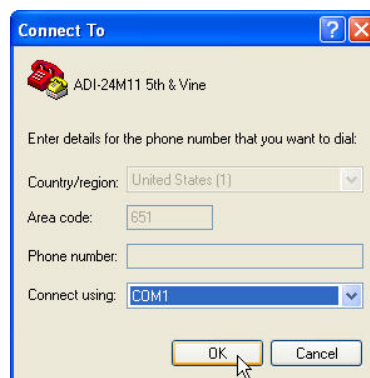 Connect To
ADI-24M11 5th & Vine
Enter details for the phone number that you want to dial:
Country/region: United States (1)
Area code: 651
Phone number:
Connect using: COM1
OK Cancel